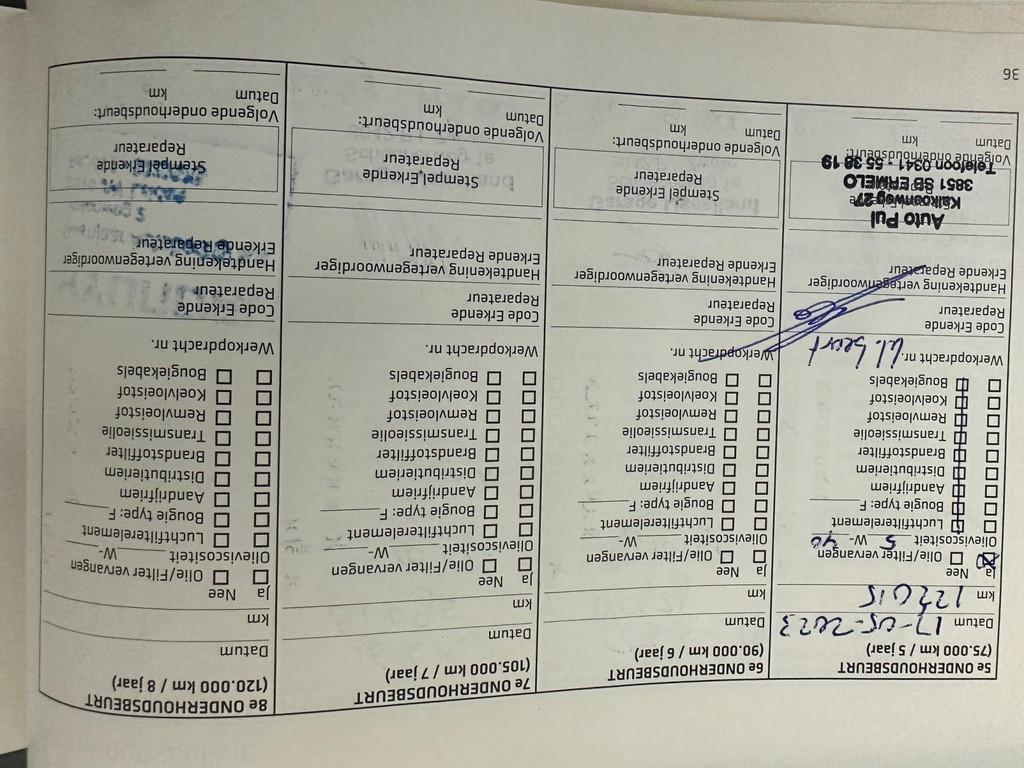 5e ONDERHOUDSBEURT
(75.000 km / 5 jaar)
Datum 17-05-2023
km 122015
Ja Nee
Olie/Filter vervangen
Olieviscositeit 5 W- 40
Luchtfilterelement
Bougie type: F
Aandrijfriem
Distributieriem
Brandstoffilter
Transmissieolie
Remvloeistof
Koelvloeistof
Bougiekabels
Werkopdracht nr. kl. beurt
Code Erkende
Reparateur
Handtekening vertegenwoordiger
Erkende Reparateur
Auto Pul
Kalkoenweg 27
3851 SB ERMELO
Telefoon 0341 - 55 38 19
Volgende onderhoudsbeurt:
Datum km
6e ONDERHOUDSBEURT
(90.000 km / 6 jaar)
Datum
km
Ja Nee
Olie/Filter vervangen
Olieviscositeit W-
Luchtfilterelement
Bougie type: F
Aandrijfriem
Distributieriem
Brandstoffilter
Transmissieolie
Remvloeistof
Koelvloeistof
Bougiekabels
Werkopdracht nr.
Code Erkende
Reparateur
Handtekening vertegenwoordiger
Erkende Reparateur
Stempel Erkende
Reparateur
Volgende onderhoudsbeurt:
Datum km
7e ONDERHOUDSBEURT
(105.000 km / 7 jaar)
Datum
km
Ja Nee
Olie/Filter vervangen
Olieviscositeit W-
Luchtfilterelement
Bougie type: F
Aandrijfriem
Distributieriem
Brandstoffilter
Transmissieolie
Remvloeistof
Koelvloeistof
Bougiekabels
Werkopdracht nr.
Code Erkende
Reparateur
Handtekening vertegenwoordiger
Erkende Reparateur
Stempel Erkende
Reparateur
Volgende onderhoudsbeurt:
Datum km
8e ONDERHOUDSBEURT
(120.000 km / 8 jaar)
Datum
km
Ja Nee
Olie/Filter vervangen
Olieviscositeit W-
Luchtfilterelement
Bougie type: F
Aandrijfriem
Distributieriem
Brandstoffilter
Transmissieolie
Remvloeistof
Koelvloeistof
Bougiekabels
Werkopdracht nr.
Code Erkende
Reparateur
Handtekening vertegenwoordiger
Erkende Reparateur
Stempel Erkende
Reparateur
Volgende onderhoudsbeurt:
Datum km
36